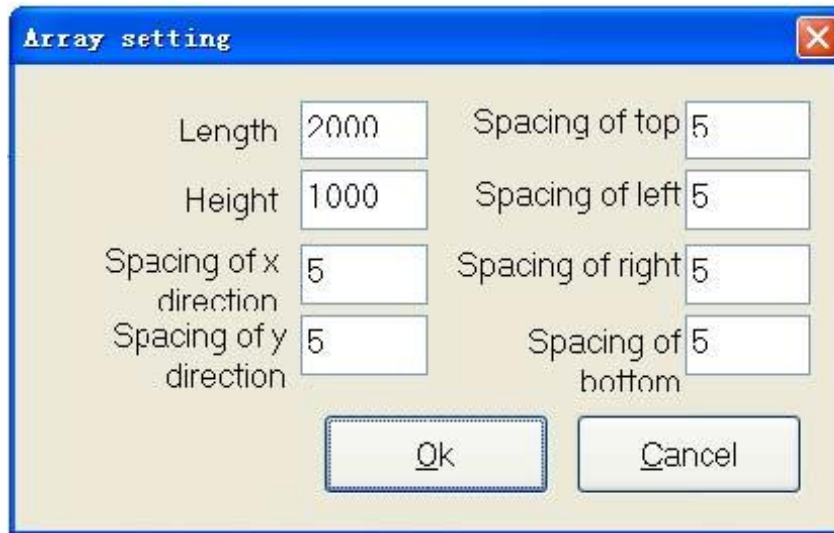 Array setting
Length 2000 Spacing of top 5
Height 1000 Spacing of left 5
Spacing of x direction 5 Spacing of right 5
Spacing of y direction 5 Spacing of bottom 5
Ok Cancel